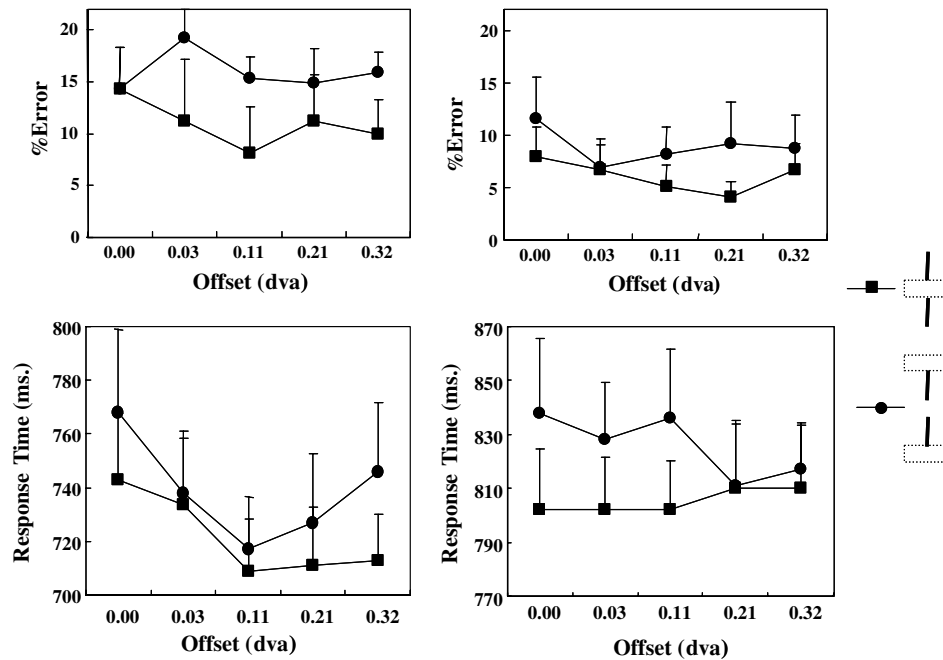 20
15
10
5
0
%Error
0.00 0.03 0.11 0.21 0.32
Offset (dva)
20
15
10
5
0
%Error
0.00 0.03 0.11 0.21 0.32
Offset (dva)
800
780
760
740
720
700
Response Time (ms.)
0.00 0.03 0.11 0.21 0.32
Offset (dva)
870
850
830
810
790
770
Response Time (ms.)
0.00 0.03 0.11 0.21 0.32
Offset (dva)